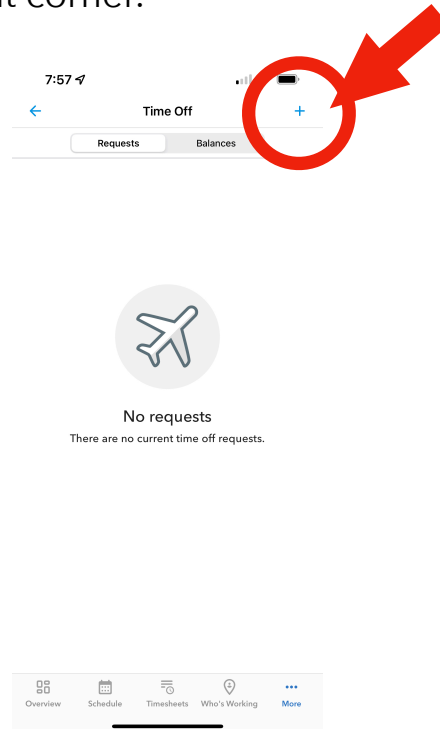 corner.
7:57
Time Off
+
Requests Balances
No requests
There are no current time off requests.
Overview Schedule Timesheets Who's Working More